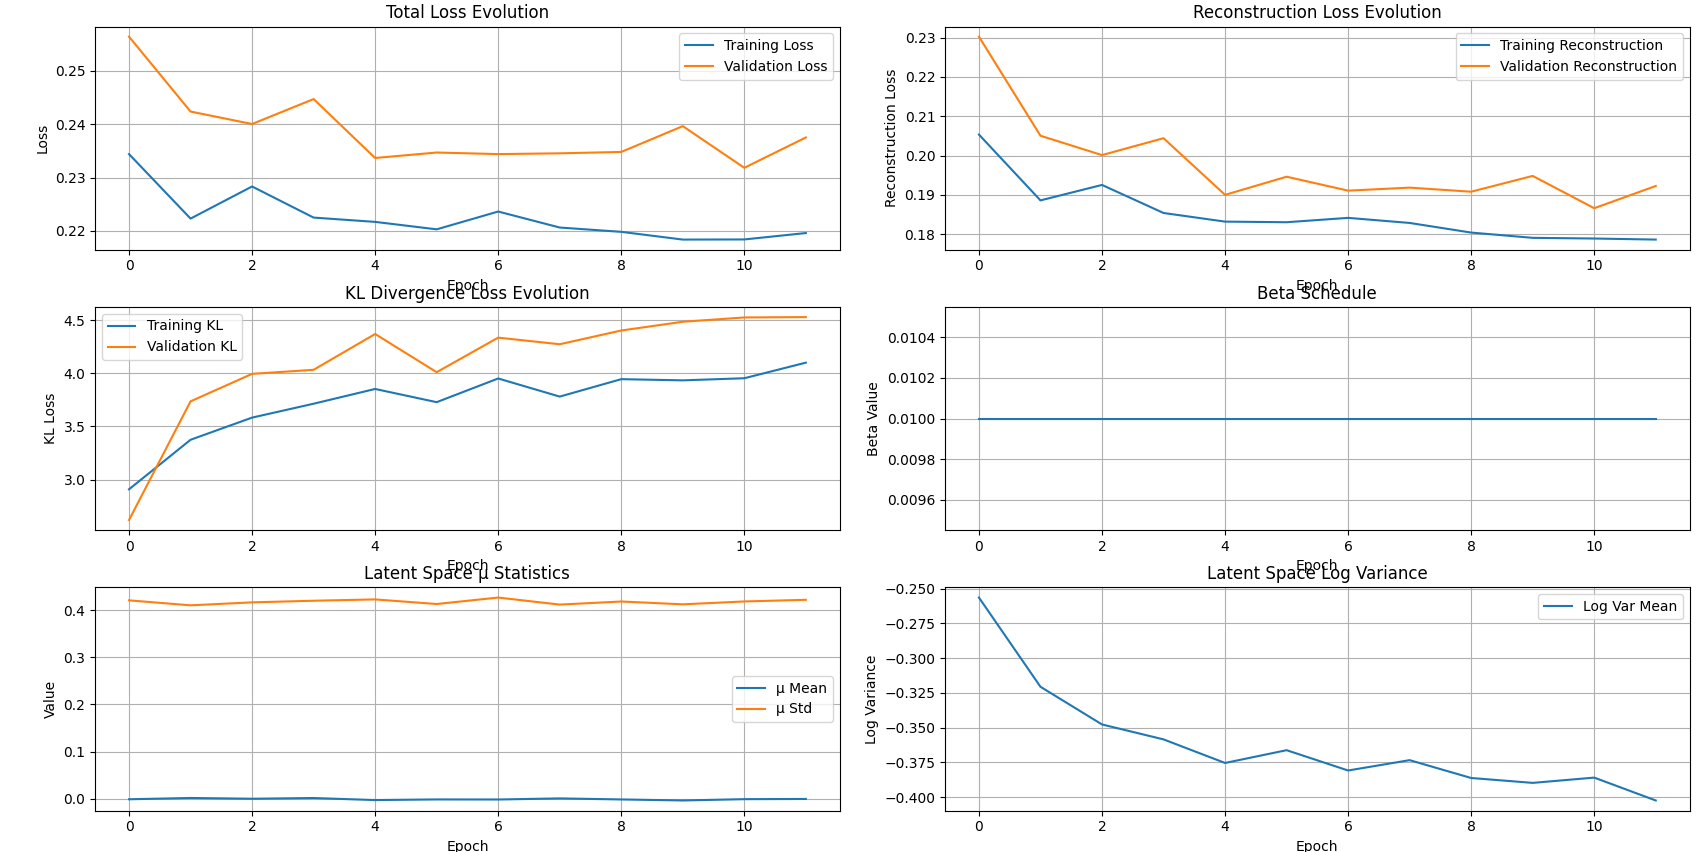 Total Loss Evolution
Loss
0.25
0.24
0.23
0.22
Training Loss
Validation Loss
0 2 4 6 8 10
Epoch
Reconstruction Loss Evolution
Reconstruction Loss
0.23
0.22
0.21
0.20
0.19
0.18
Training Reconstruction
Validation Reconstruction
0 2 4 6 8 10
Epoch
KL Divergence Loss Evolution
KL Loss
4.5
4.0
3.5
3.0
Training KL
Validation KL
0 2 4 6 8 10
Epoch
Beta Schedule
Beta Value
0.0104
0.0102
0.0100
0.0098
0.0096
0 2 4 6 8 10
Epoch
Latent Space μ Statistics
Value
0.4
0.3
0.2
0.1
0.0
μ Mean
μ Std
0 2 4 6 8 10
Epoch
Latent Space Log Variance
Log Variance
−0.250
−0.275
−0.300
−0.325
−0.350
−0.375
−0.400
Log Var Mean
0 2 4 6 8 10
Epoch